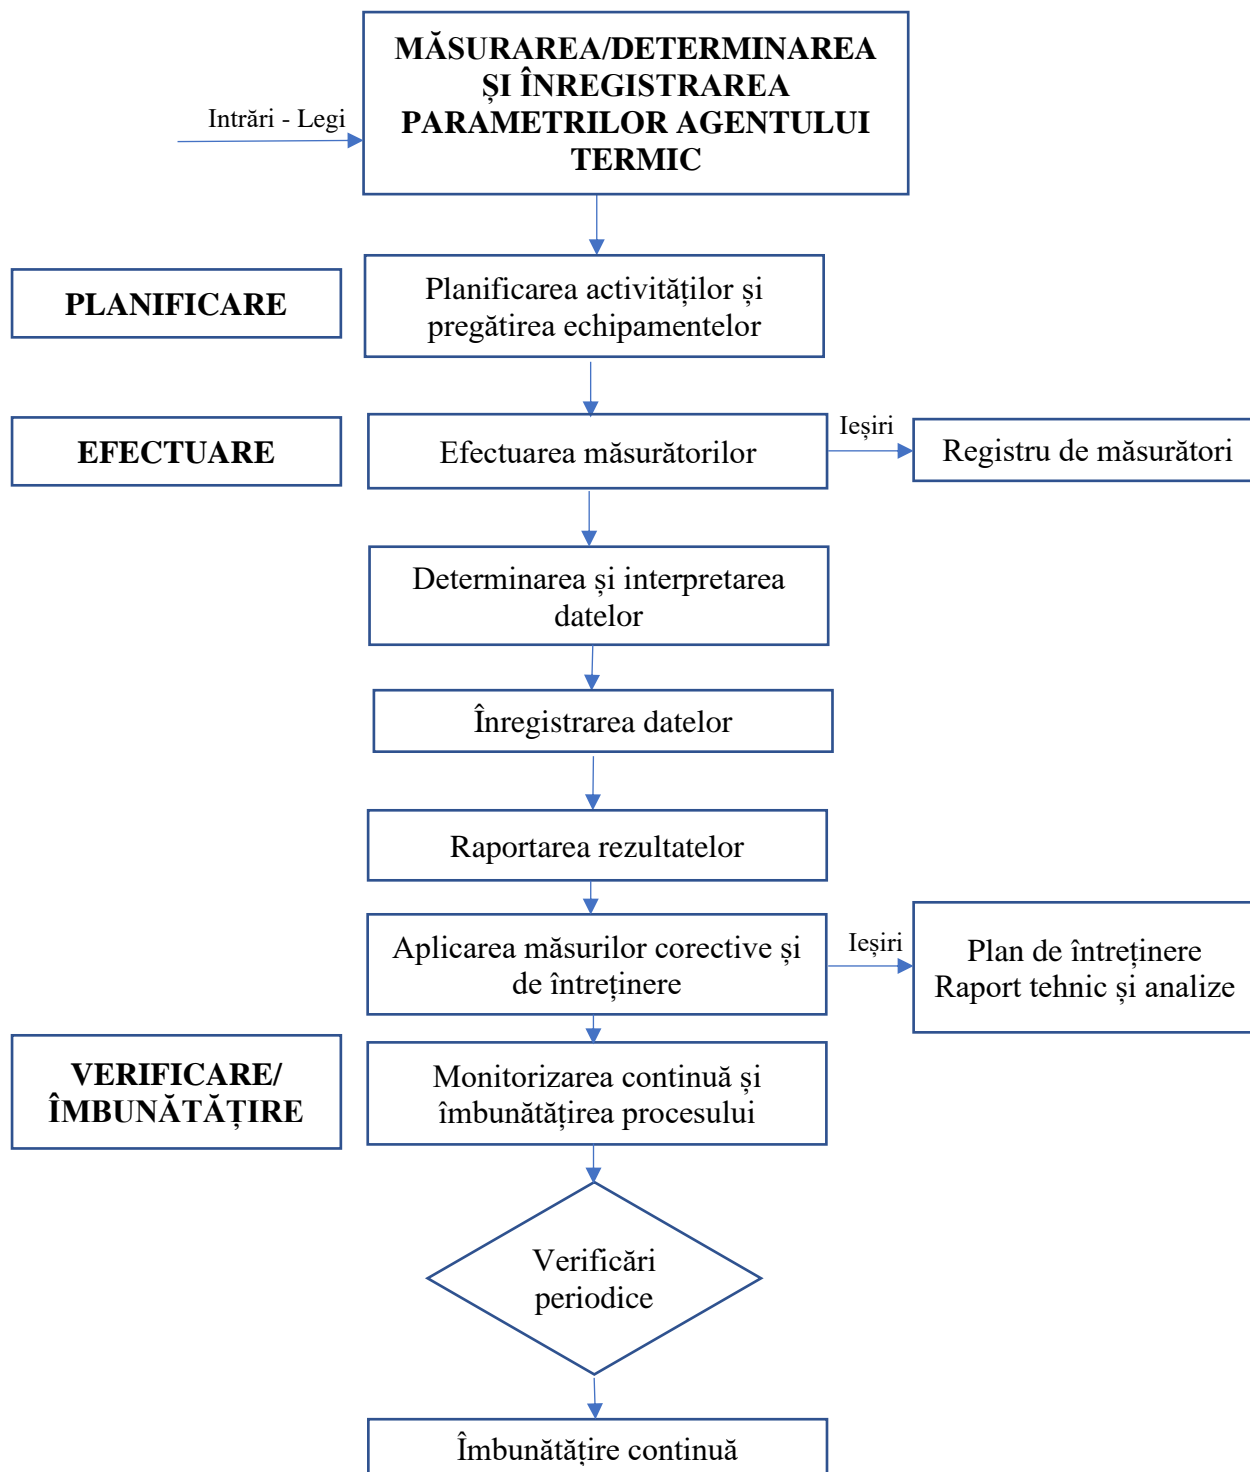 MĂSURAREA/DETERMINAREA
ȘI ÎNREGISTRAREA
PARAMETRILOR AGENTULUI
TERMIC
Intrări - Legi
PLANIFICARE
Planificarea activităților și
pregătirea echipamentelor
EFECTUARE
Efectuarea măsurătorilor
Ieșiri
Registru de măsurători
Determinarea și interpretarea
datelor
Înregistrarea datelor
Raportarea rezultatelor
Aplicarea măsurilor corective și
de întreținere
Ieșiri
Plan de întreținere
Raport tehnic și analize
VERIFICARE/
ÎMBUNĂTĂȚIRE
Monitorizarea continuă și
îmbunătățirea procesului
Verificări
periodice
Îmbunătățire continuă